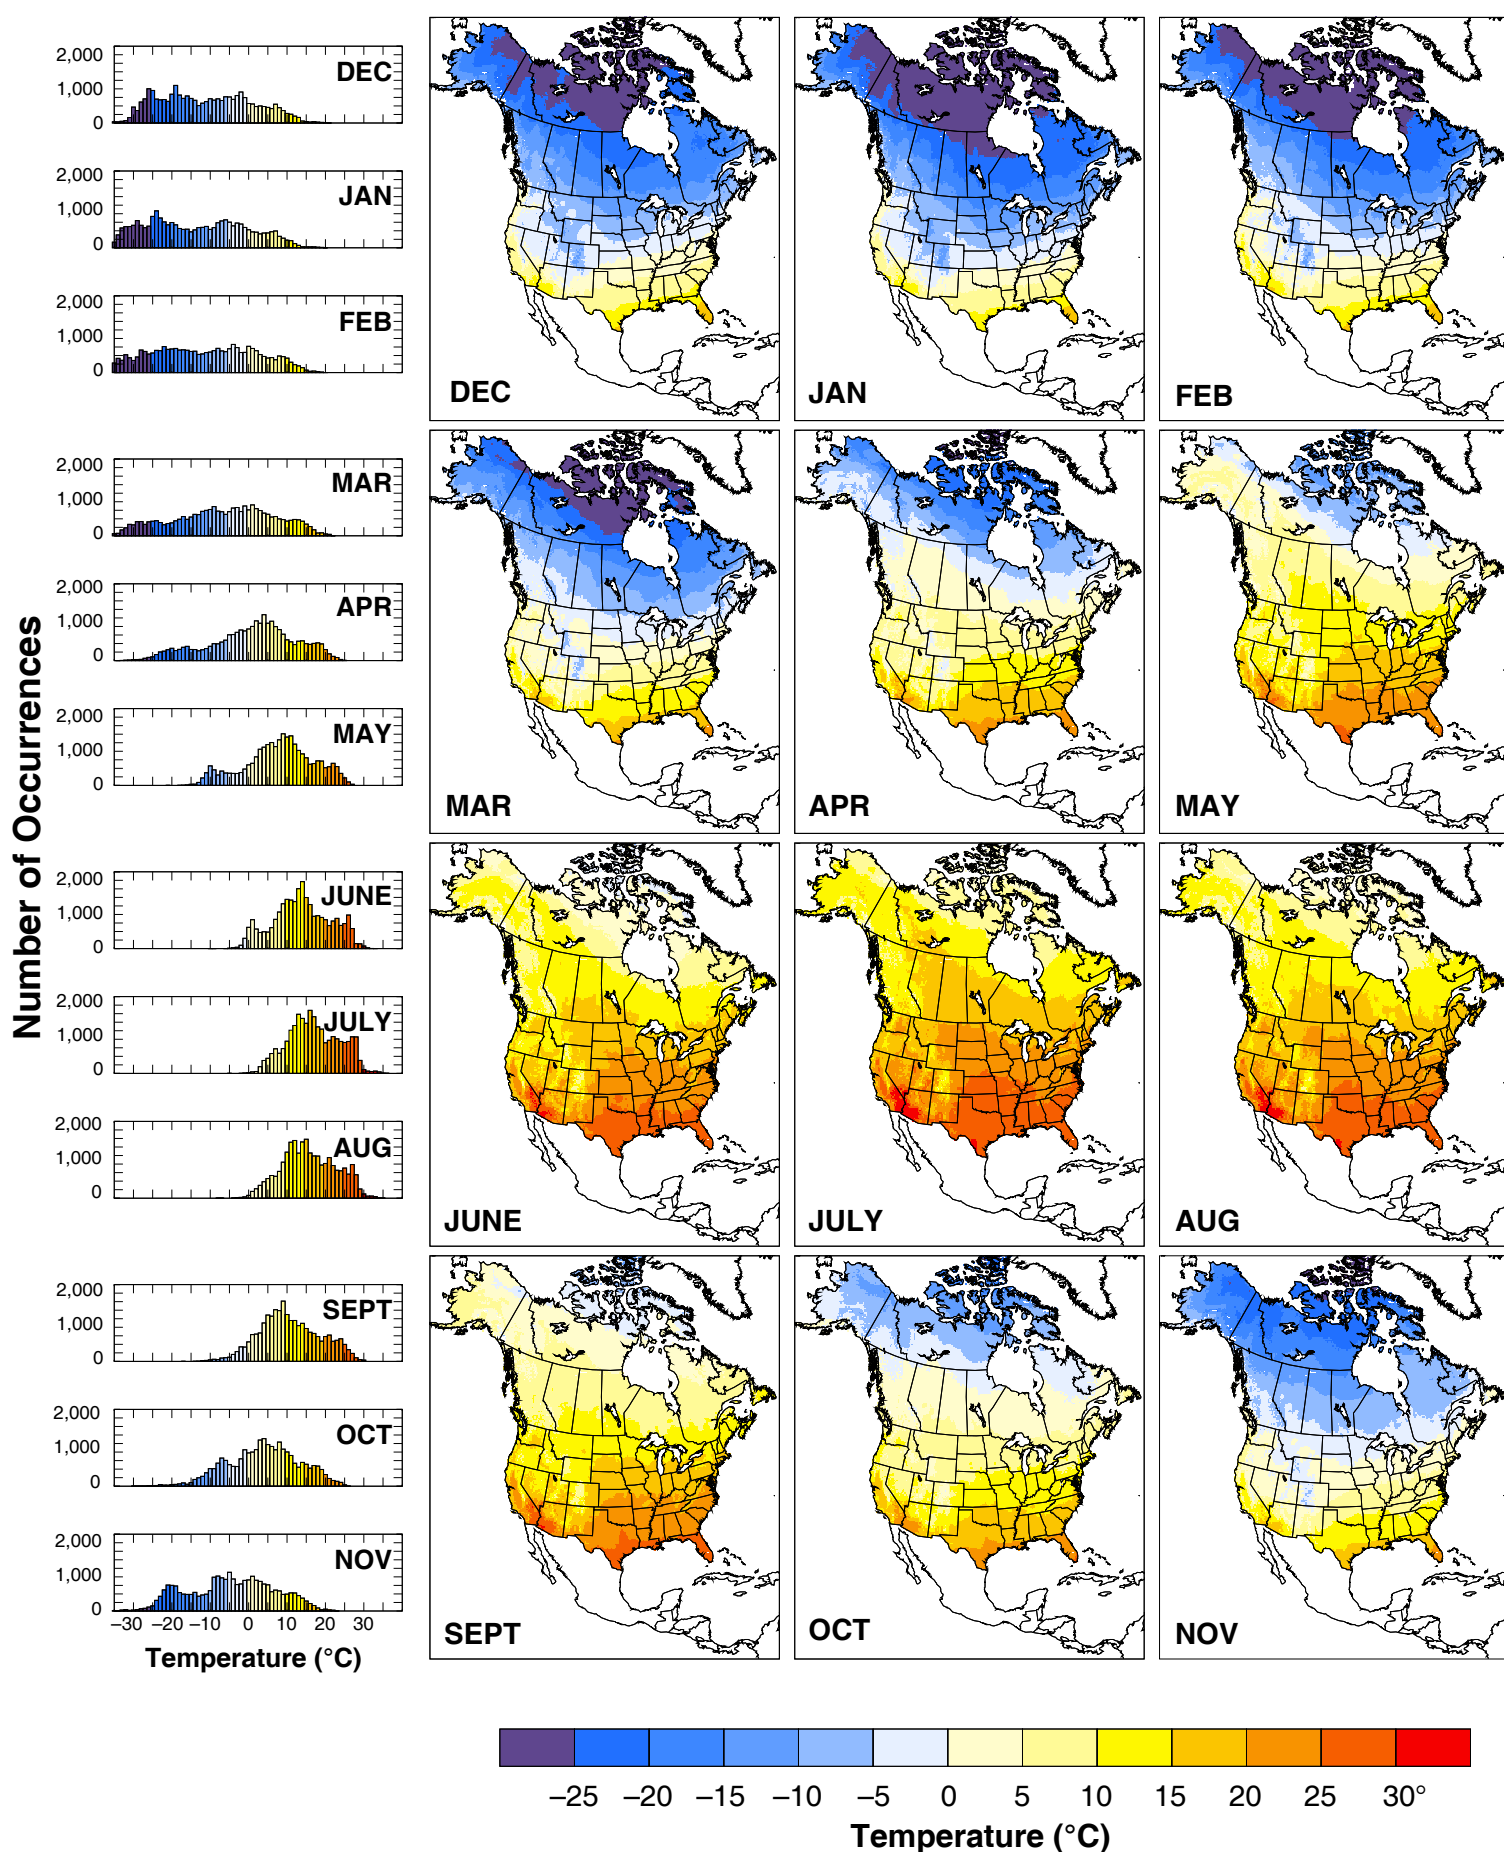 Number of Occurrences
2,000
1,000
0
DEC
2,000
1,000
0
JAN
2,000
1,000
0
FEB
DEC
JAN
FEB
2,000
1,000
0
MAR
2,000
1,000
0
APR
2,000
1,000
0
MAY
MAR
APR
MAY
2,000
1,000
0
JUNE
2,000
1,000
0
JULY
2,000
1,000
0
AUG
JUNE
JULY
AUG
2,000
1,000
0
SEPT
2,000
1,000
0
OCT
2,000
1,000
0
NOV
–30 –20 –10 0 10 20 30
Temperature (°C)
SEPT
OCT
NOV
–25 –20 –15 –10 –5 0 5 10 15 20 25 30°
Temperature (°C)